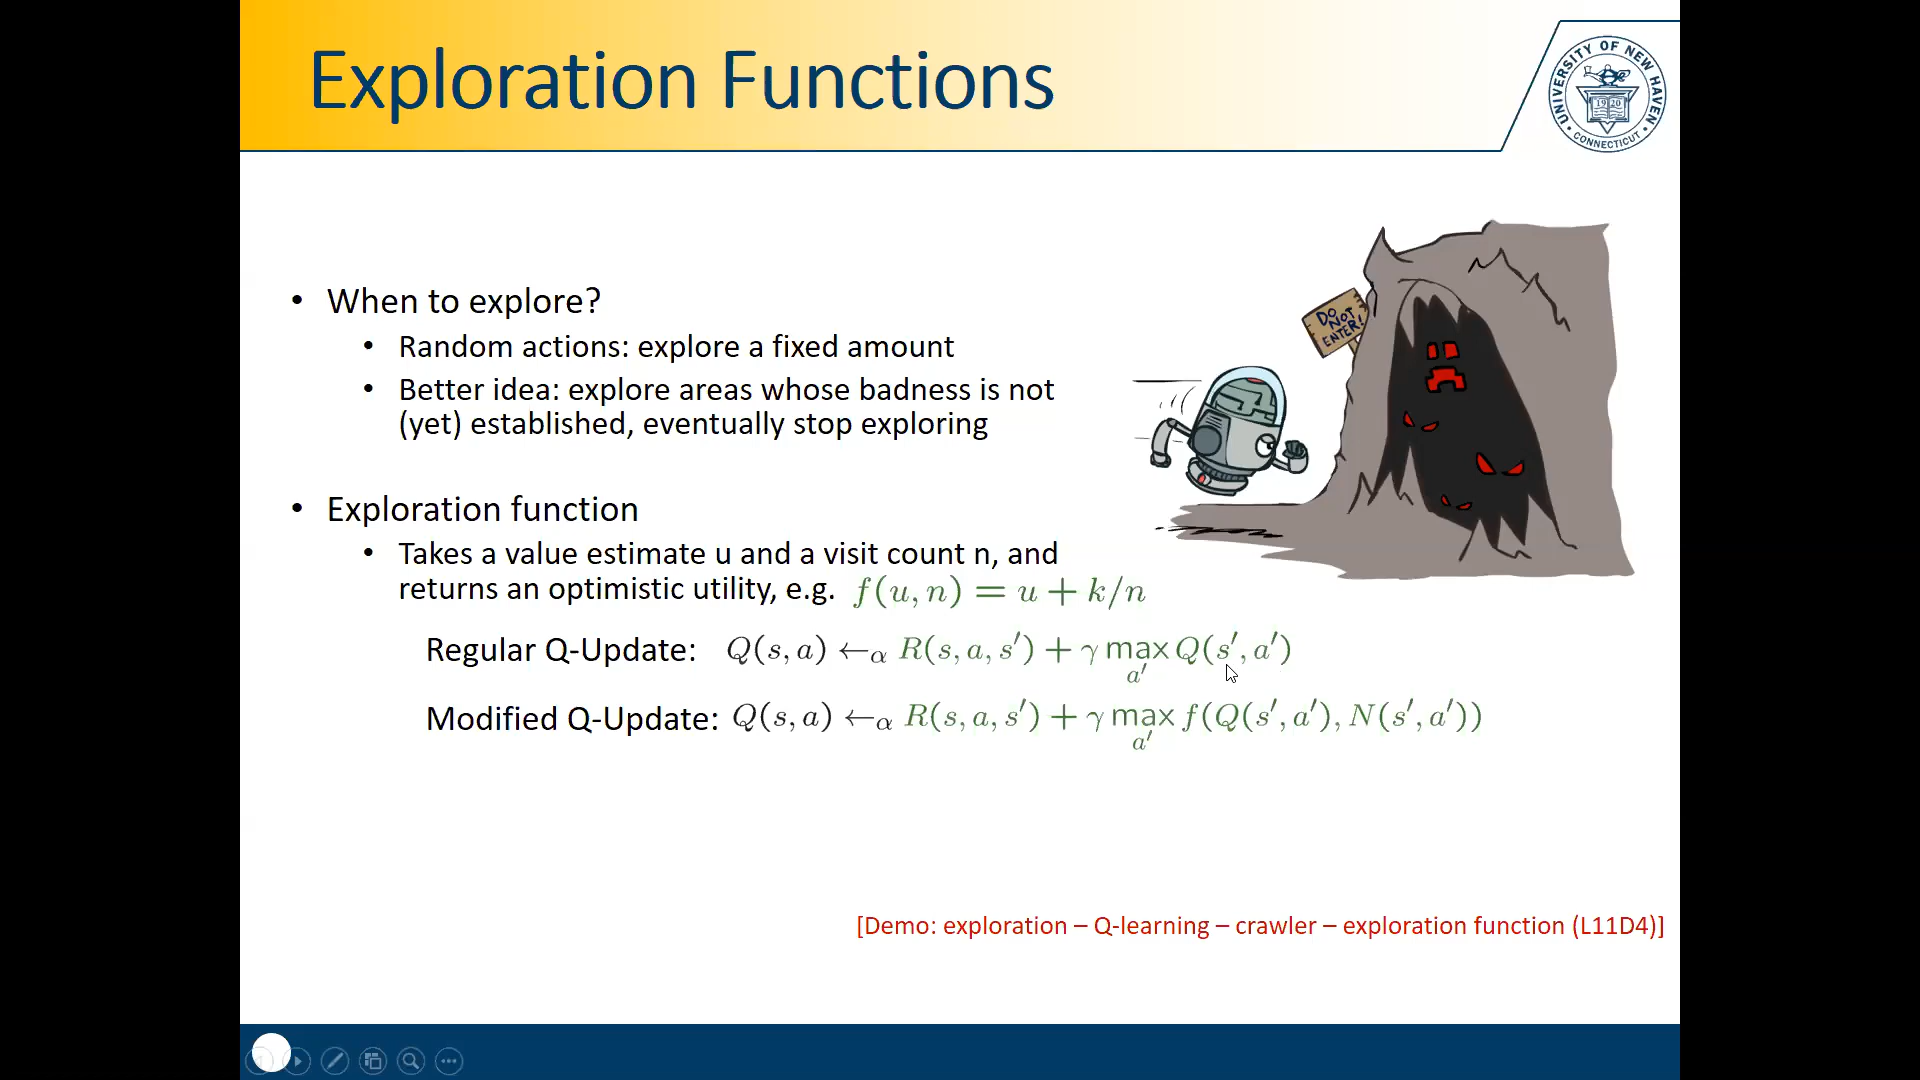 Exploration Functions
UNIVERSITY OF NEW HAVEN
19 20
CONNECTICUT
• When to explore?
• Random actions: explore a fixed amount
• Better idea: explore areas whose badness is not
(yet) established, eventually stop exploring
DO
NOT
ENTER!
• Exploration function
• Takes a value estimate u and a visit count n, and
returns an optimistic utility, e.g. f(u, n) = u + k/n
Regular Q-Update: Q(s, a) ←α R(s, a, s′) + γ max a′ Q(s′, a′)
Modified Q-Update: Q(s, a) ←α R(s, a, s′) + γ max a′ f(Q(s′, a′), N(s′, a′))
[Demo: exploration – Q-learning – crawler – exploration function (L11D4)]